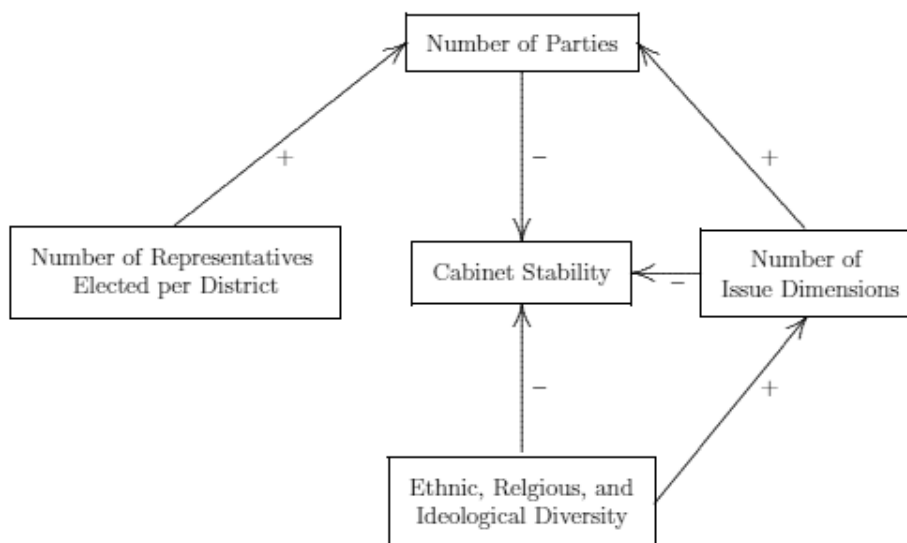 Number of Parties
+
−
+
Number of Representatives
Elected per District
Cabinet Stability
−
Number of
Issue Dimensions
−
+
Ethnic, Relgious, and
Ideological Diversity